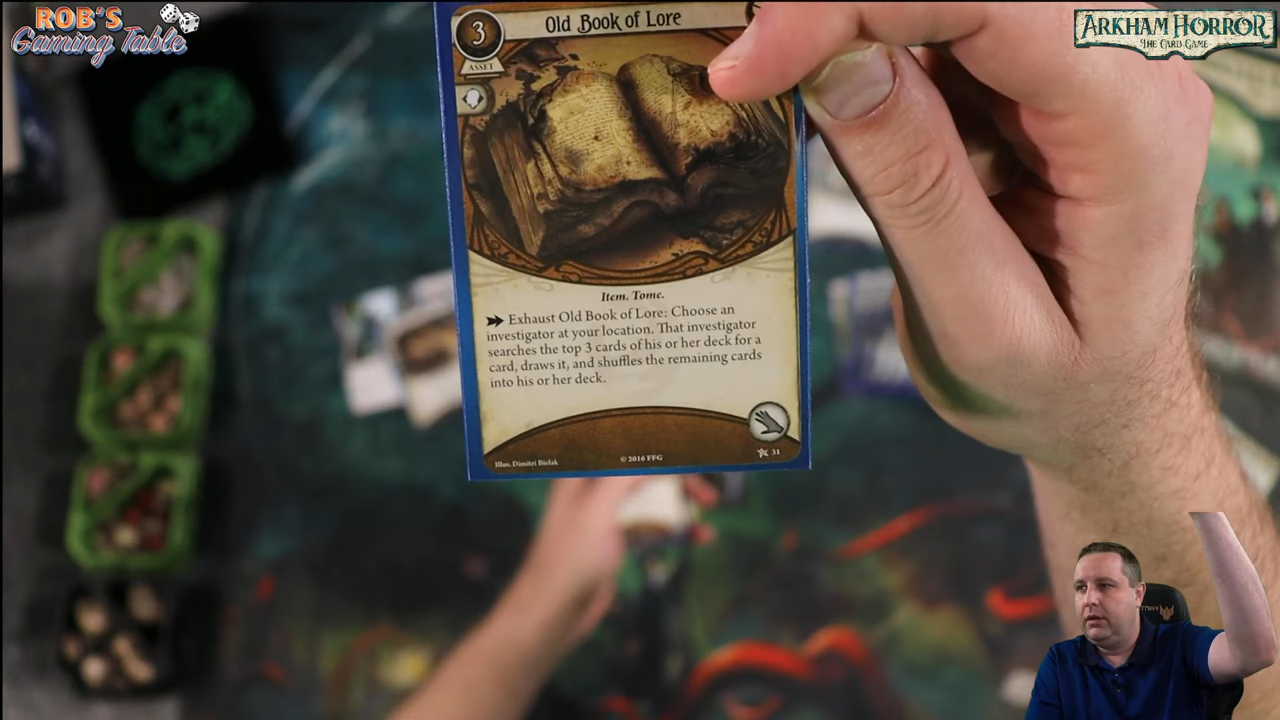 ROB'S
Gaming Table
ARKHAM HORROR
THE CARD GAME
3
Old Book of Lore
ASSET
Item. Tome.
Exhaust Old Book of Lore: Choose an
investigator at your location. That investigator
searches the top 3 cards of his or her deck for a
card, draws it, and shuffles the remaining cards
into his or her deck.
Illus. Dimitri Bielak
© 2016 FFG
31